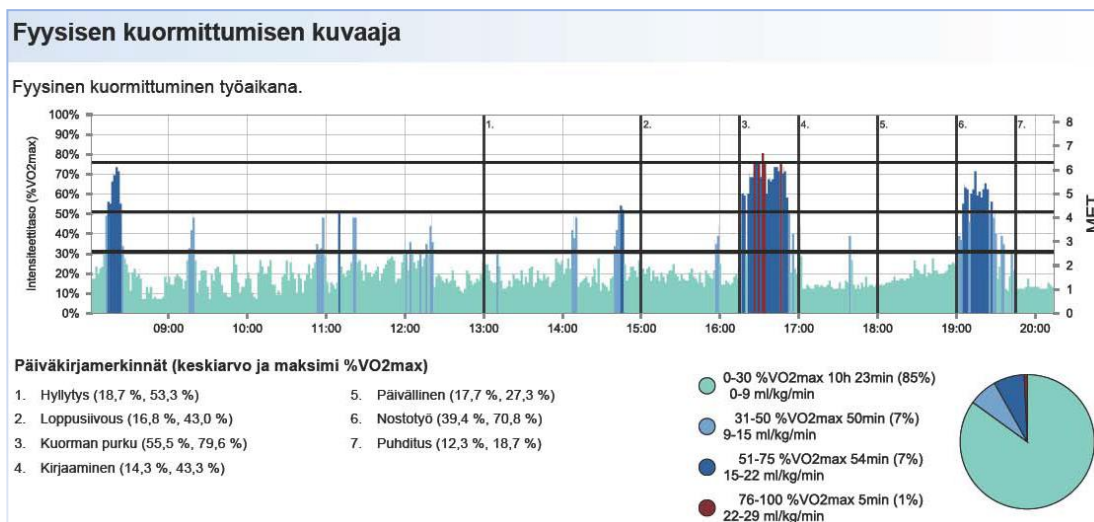 Fyysisen kuormittumisen kuvaaja
Fyysinen kuormittuminen työaikana.
Intensiteettitaso (%VO2max)
100%
90%
80%
70%
60%
50%
40%
30%
20%
10%
0%
1.
2.
3.
4.
5.
6.
7.
8
7
6
5
4
3
2
1
0
MET
09:00
10:00
11:00
12:00
13:00
14:00
15:00
16:00
17:00
18:00
19:00
20:00
Päiväkirjamerkinnät (keskiarvo ja maksimi %VO2max)
1. Hyllytys (18,7 %, 53,3 %)
2. Loppusiivous (16,8 %, 43,0 %)
3. Kuorman purku (55,5 %, 79,6 %)
4. Kirjaaminen (14,3 %, 43,3 %)
5. Päivällinen (17,7 %, 27,3 %)
6. Nostotyö (39,4 %, 70,8 %)
7. Puhditus (12,3 %, 18,7 %)
0-30 %VO2max 10h 23min (85%)
0-9 ml/kg/min
31-50 %VO2max 50min (7%)
9-15 ml/kg/min
51-75 %VO2max 54min (7%)
15-22 ml/kg/min
76-100 %VO2max 5min (1%)
22-29 ml/kg/min